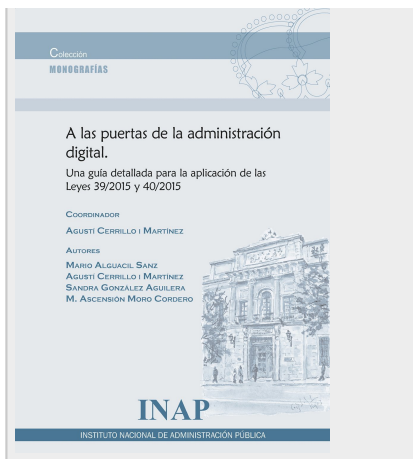 Colección
MONOGRAFÍAS
A las puertas de la administración
digital.
Una guía detallada para la aplicación de las
Leyes 39/2015 y 40/2015
COORDINADOR
AGUSTÍ CERRILLO I MARTÍNEZ
AUTORES
MARIO ALGUACIL SANZ
AGUSTÍ CERRILLO I MARTÍNEZ
SANDRA GONZÁLEZ AGUILERA
M. ASCENSIÓN MORO CORDERO
INAP
INSTITUTO NACIONAL DE ADMINISTRACIÓN PÚBLICA